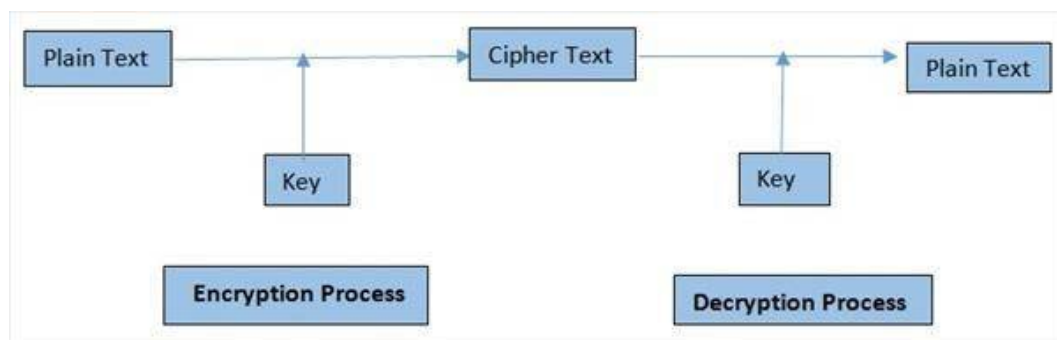 Plain Text
Cipher Text
Plain Text
Key
Key
Encryption Process
Decryption Process